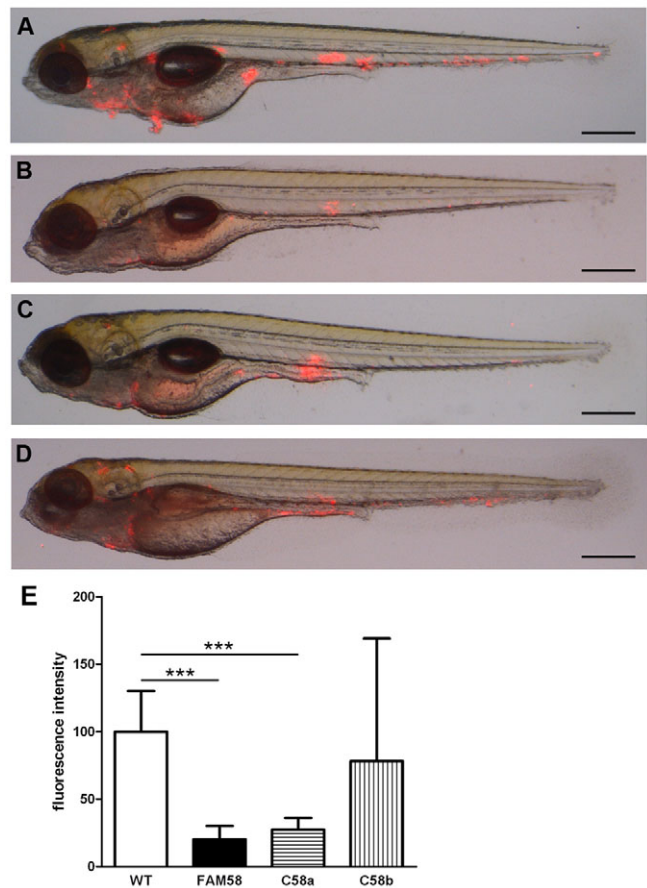 A
B
C
D
E
fluorescence intensity
200
150
100
50
0
***
***
WT
FAM58
C58a
C58b